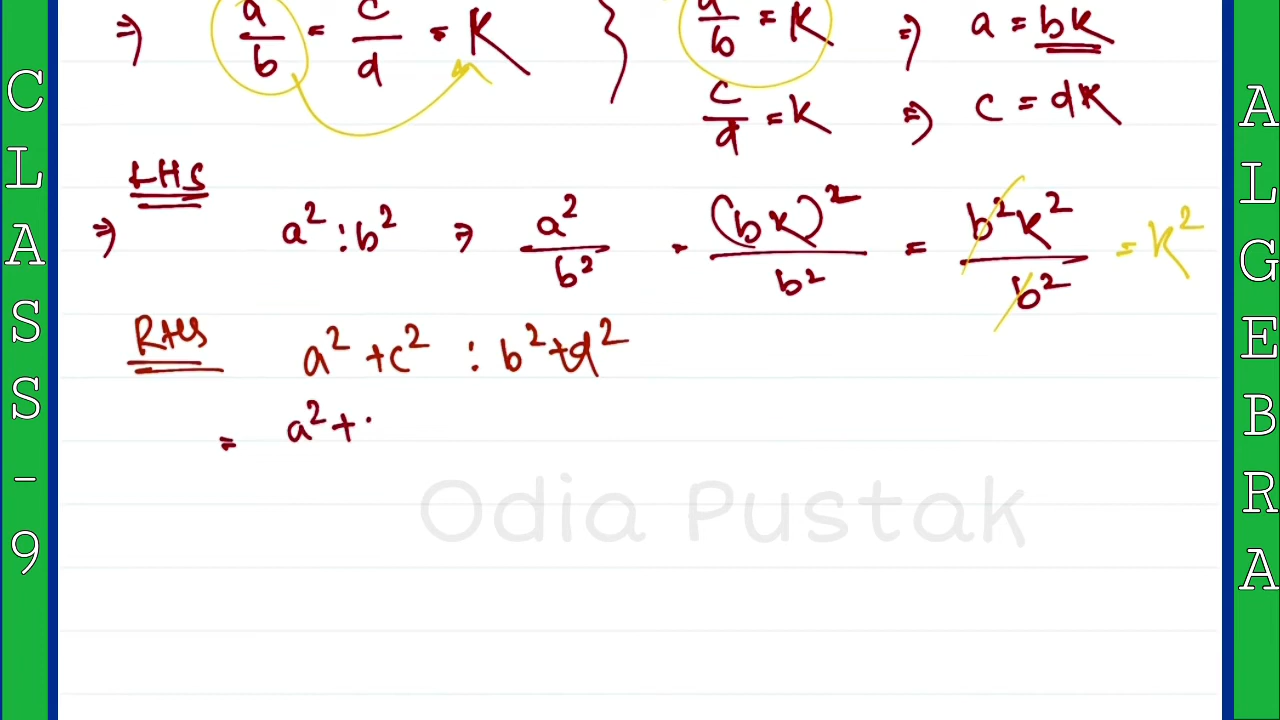 ⇒ a/b = c/d = K } a/b = K ⇒ a = bK
c/d = K ⇒ c = dK
LHS
⇒ a² : b² ⇒ a²/b² = (bK)²/b² = b²K²/b² = K²
RHS a² + c² : b² + d²
= a² +
Odia Pustak
CLASS-9
ALGEBRA